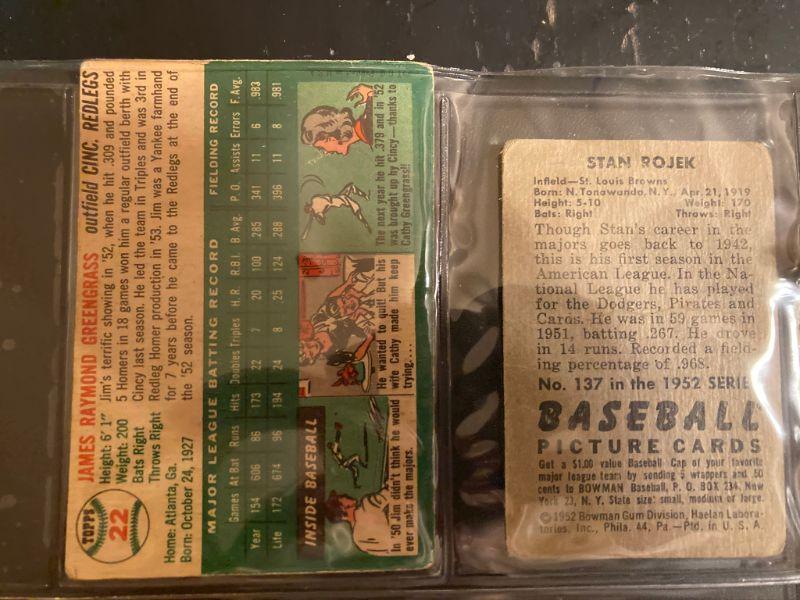 TOPPS
22
JAMES RAYMOND GREENGRASS outfield CINC. REDLEGS
Height: 6' 1"
Weight: 200
Bats Right
Throws Right
Home: Atlanta, Ga.
Born: October 24, 1927
Jim's terrific showing in '52, when he hit .309 and pounded
5 Homers in 18 games won him a regular outfield berth with
Cincy last season. He led the team in Triples and was 3rd in
Redleg Homer production in '53. Jim was a Yankee farmhand
for 7 years before he came to the Redlegs at the end of
the '52 season.
MAJOR LEAGUE BATTING RECORD FIELDING RECORD
Games At Bat Runs Hits Doubles Triples H. R. R.B.I. B. Avg. P. O. Assists Errors F. Avg.
Year 154 606 86 173 22 7 20 100 .285 341 11 6 .983
Life 172 674 96 194 24 8 25 124 .288 396 11 8 .981
INSIDE BASEBALL
In '50 Jim didn't think he would
ever make the majors.
He wanted to quit! But his
wife Cathy made him keep
trying....
The next year he hit .379 and in '52
was brought up by Cincy—thanks to
Cathy Greengrass!!
STAN ROJEK
Infield—St. Louis Browns
Born: N. Tonawanda, N. Y., Apr. 21, 1919
Height: 5-10 Weight: 170
Bats: Right Throws: Right
Though Stan's career in the
majors goes back to 1942,
this is his first season in the
American League. In the Na-
tional League he has played
for the Dodgers, Pirates and
Cards. He was in 59 games in
1951, batting .267. He drove
in 14 runs. Recorded a field-
ing percentage of .968.
No. 137 in the 1952 SERIE
BASEBALL
PICTURE CARDS
Get a $1.00 value Baseball Cap of your favorite
major league team by sending 5 wrappers and 50
cents to BOWMAN Baseball, P. O. BOX 234, New
York 23, N. Y. State size: small, medium or large.
©1952 Bowman Gum Division, Haelan Labora-
tories, Inc., Phila. 44, Pa.—Ptd. in U. S. A.